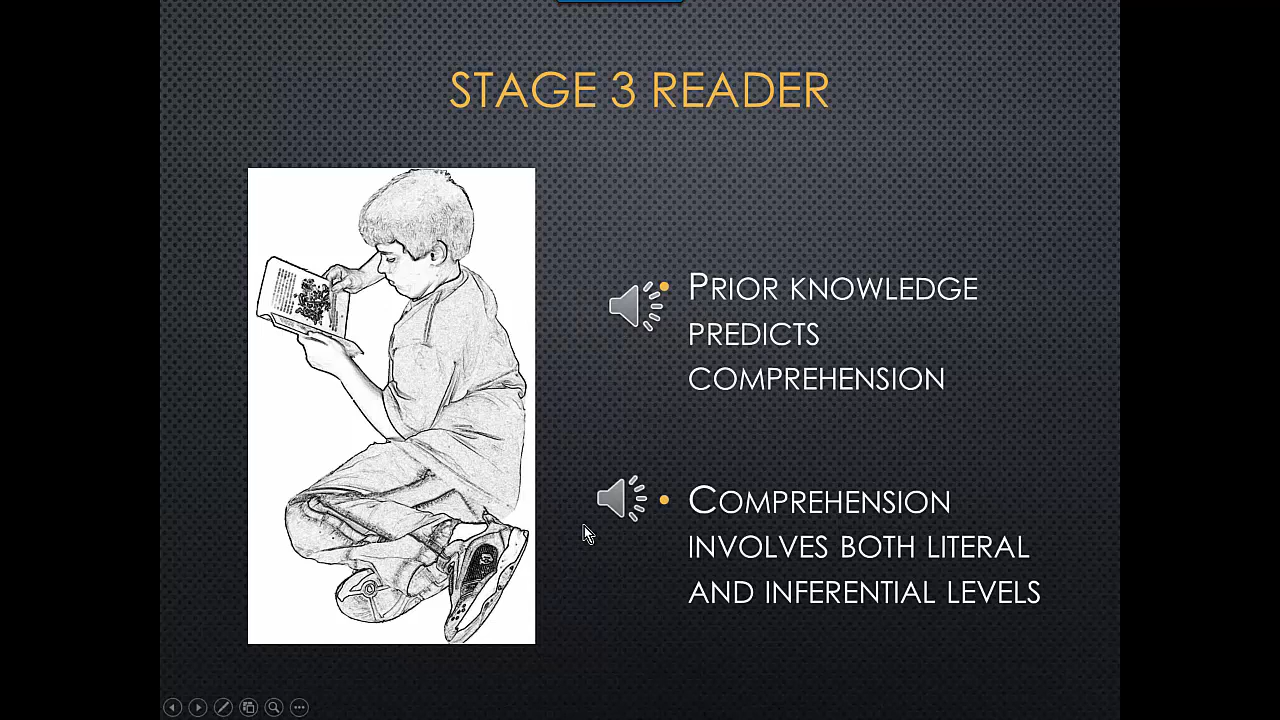 STAGE 3 READER
PRIOR KNOWLEDGE
PREDICTS
COMPREHENSION
COMPREHENSION
INVOLVES BOTH LITERAL
AND INFERENTIAL LEVELS